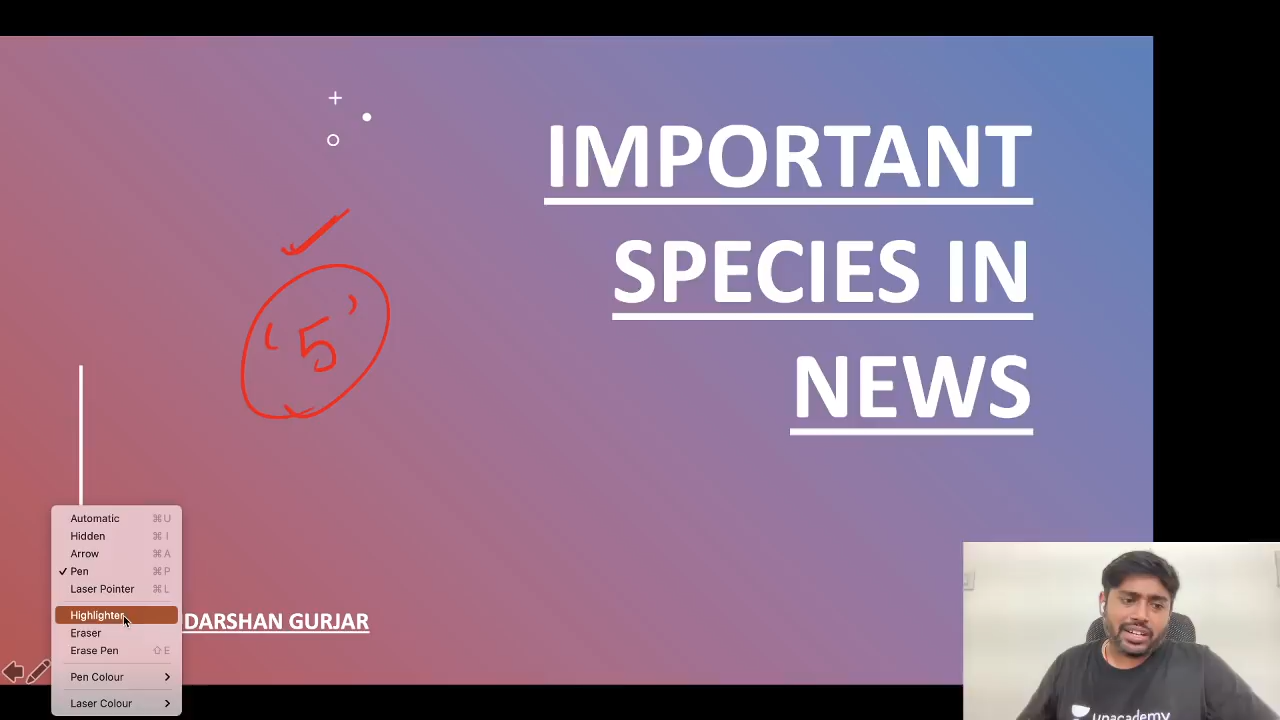 IMPORTANT
SPECIES IN
NEWS
'5'
Automatic ⌘U
Hidden ⌘I
Arrow ⌘A
✓ Pen ⌘P
Laser Pointer ⌘L
Highlighter
Eraser
Erase Pen ⇧E
Pen Colour >
Laser Colour >
DARSHAN GURJAR
unacademy